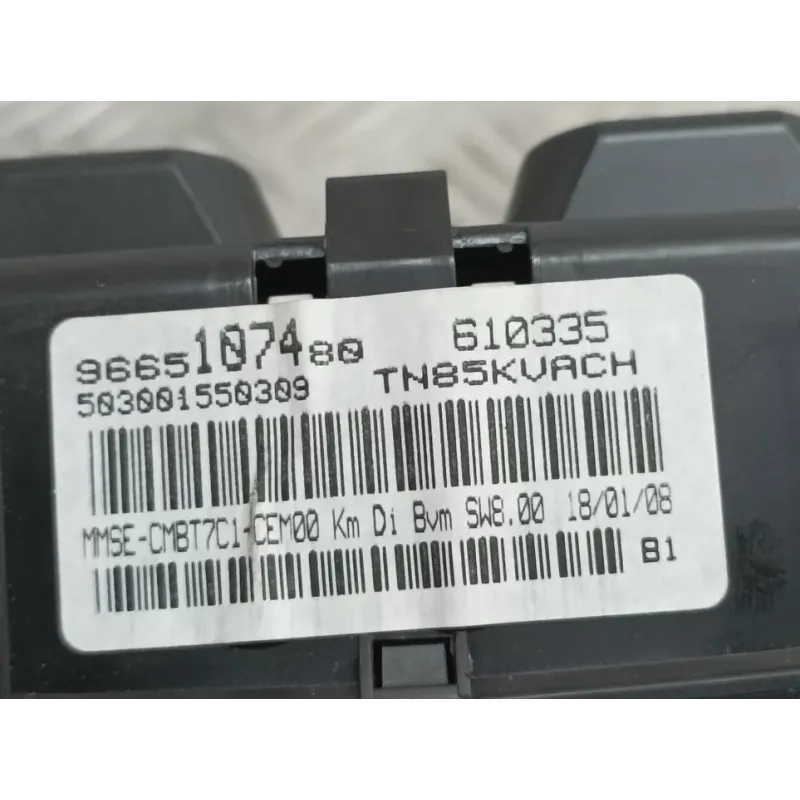 9665107480 610335
503001550309 TN85KVACH
MMSE-CMBT7C1-CEM00 Km Di Bvm SW8.00 18/01/08
B1